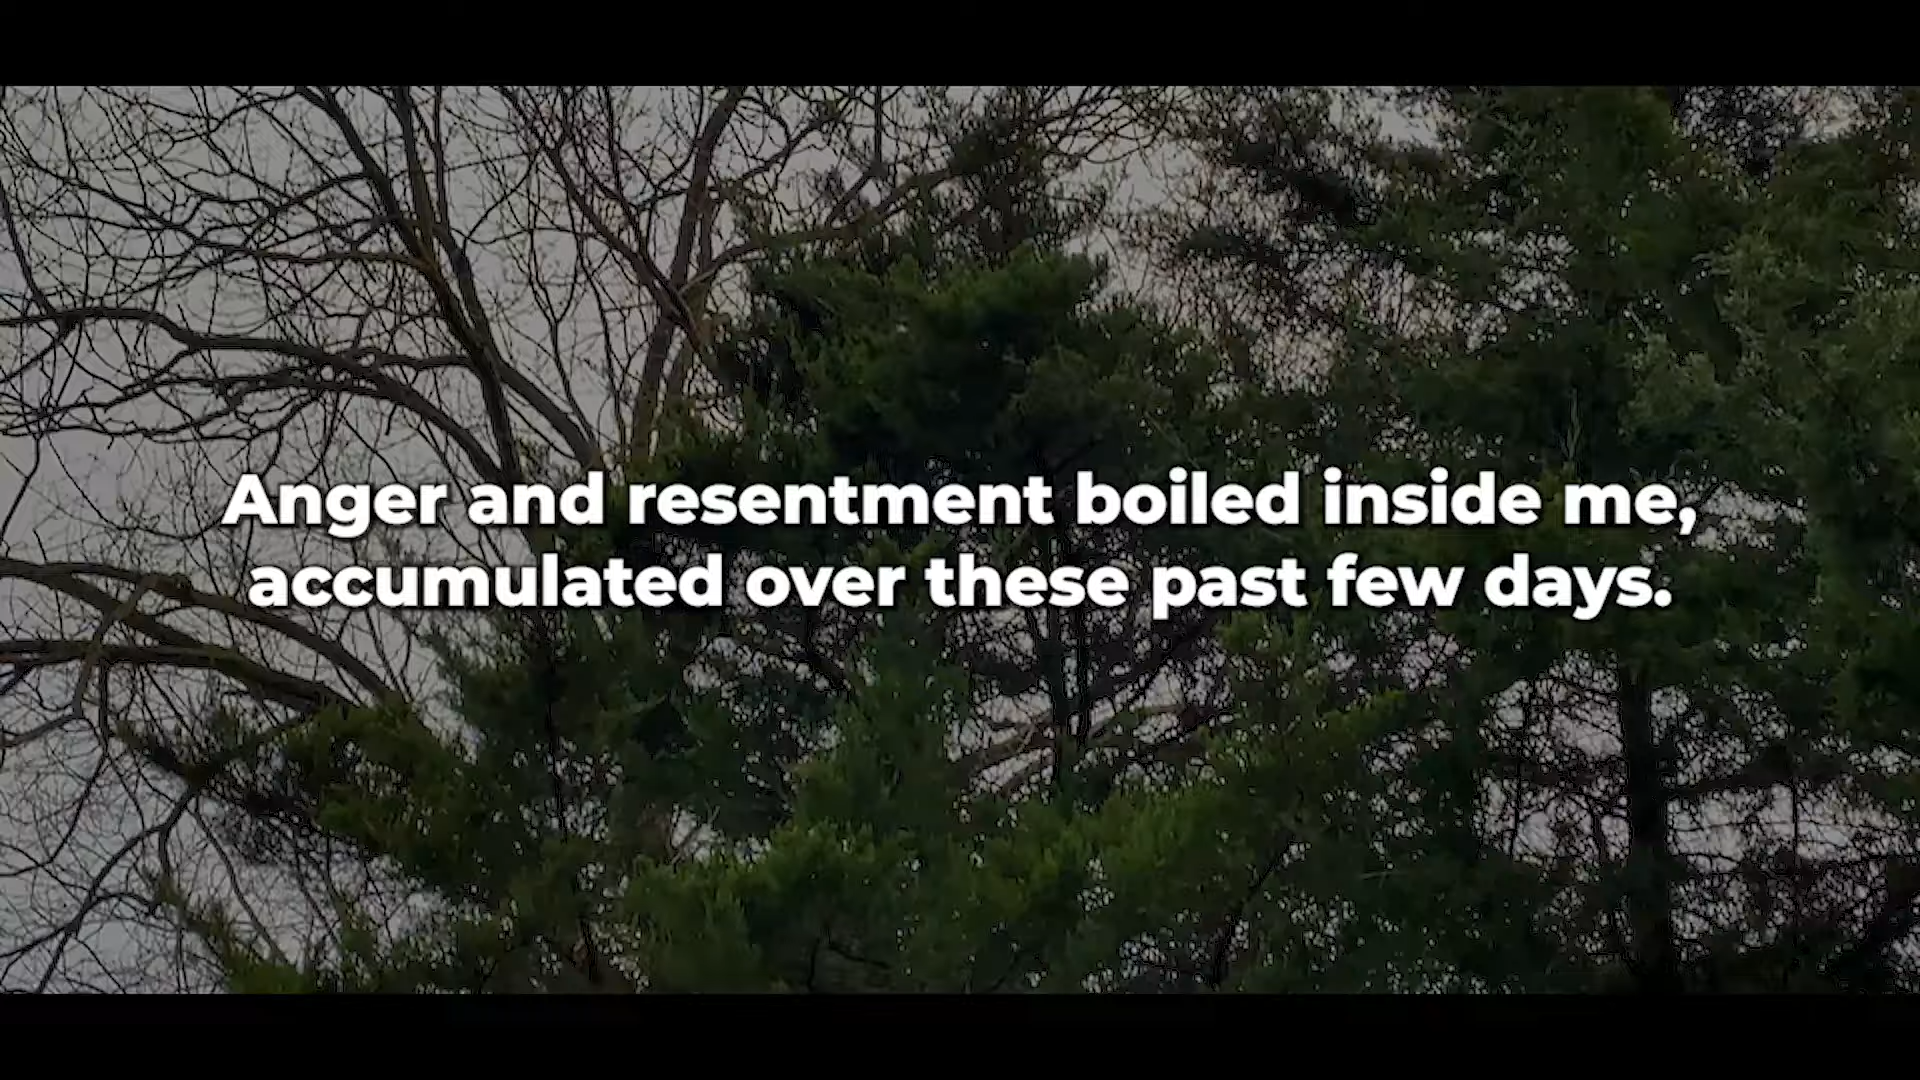 Anger and resentment boiled inside me,
accumulated over these past few days.